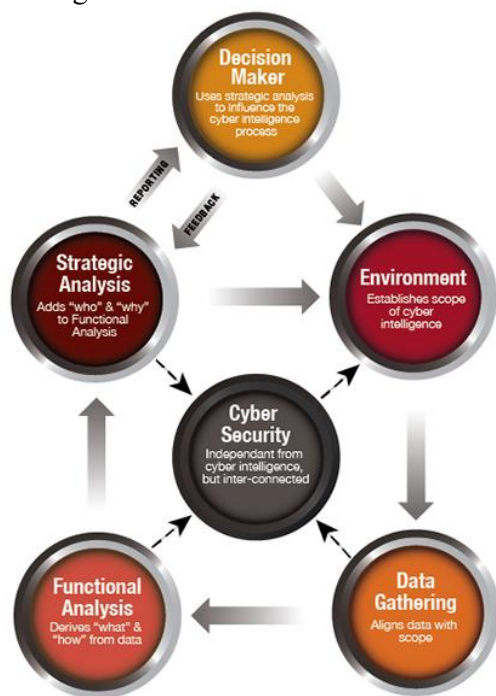 Decision
Maker
Uses strategic analysis
to influence the
cyber intelligence
process
REPORTING
FEEDBACK
Strategic
Analysis
Adds "who" & "why"
to Functional
Analysis
Environment
Establishes scope
of cyber
intelligence
Cyber
Security
Independant from
cyber intelligence,
but inter-connected
Functional
Analysis
Derives "what" &
"how" from data
Data
Gathering
Aligns data with
scope